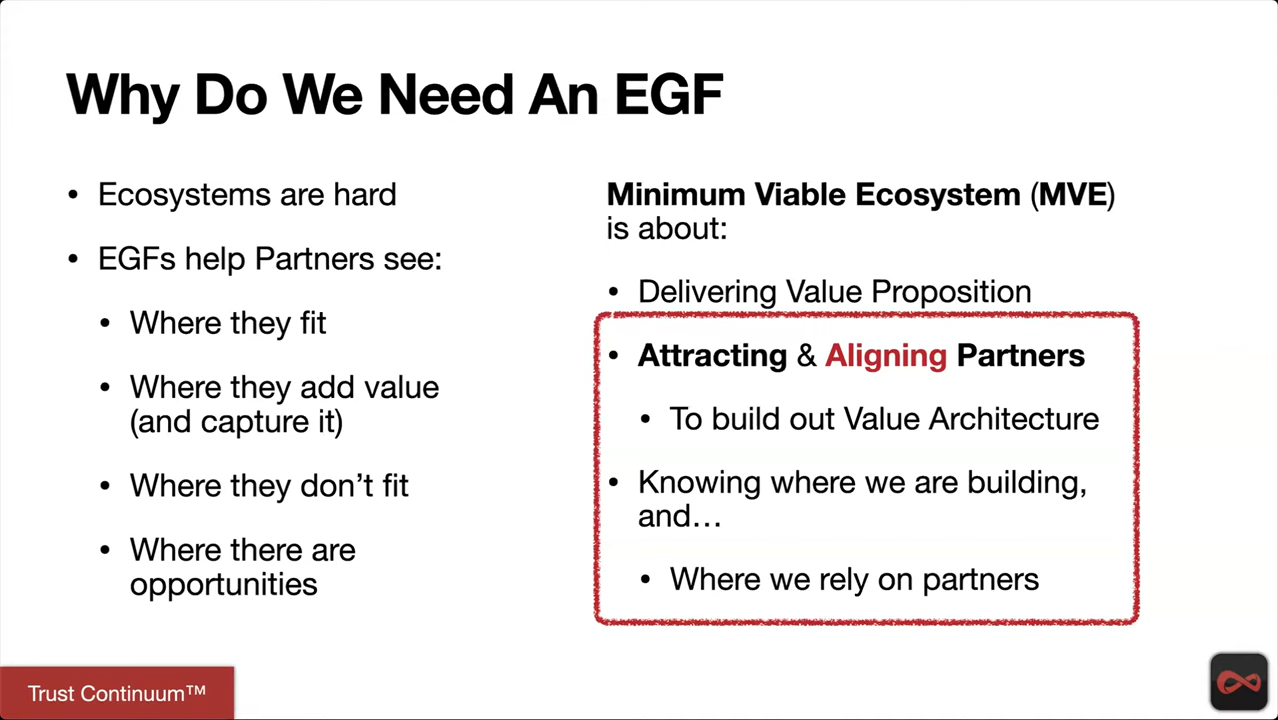 Why Do We Need An EGF
• Ecosystems are hard
• EGFs help Partners see:
• Where they fit
• Where they add value
(and capture it)
• Where they don’t fit
• Where there are
opportunities
Minimum Viable Ecosystem (MVE)
is about:
• Delivering Value Proposition
• Attracting & Aligning Partners
• To build out Value Architecture
• Knowing where we are building,
and…
• Where we rely on partners
Trust Continuum™